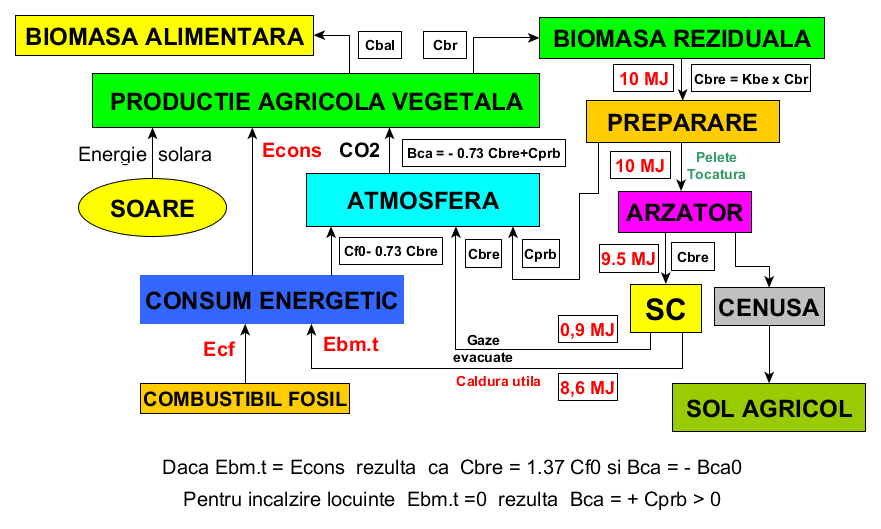 BIOMASA ALIMENTARA
Cbal
Cbr
BIOMASA REZIDUALA
10 MJ
Cbre = Kbe x Cbr
PRODUCTIE AGRICOLA VEGETALA
PREPARARE
Energie solara
Econs
CO2
Bca = - 0.73 Cbre+Cprb
10 MJ
Pelete
Tocatura
SOARE
ATMOSFERA
ARZATOR
Cf0- 0.73 Cbre
Cbre
Cprb
9.5 MJ
Cbre
CONSUM ENERGETIC
SC
CENUSA
Ecf
Ebm.t
Gaze
evacuate
0,9 MJ
Caldura utila
8,6 MJ
COMBUSTIBIL FOSIL
SOL AGRICOL
Daca Ebm.t = Econs rezulta ca Cbre = 1.37 Cf0 si Bca = - Bca0
Pentru incalzire locuinte Ebm.t =0 rezulta Bca = + Cprb > 0